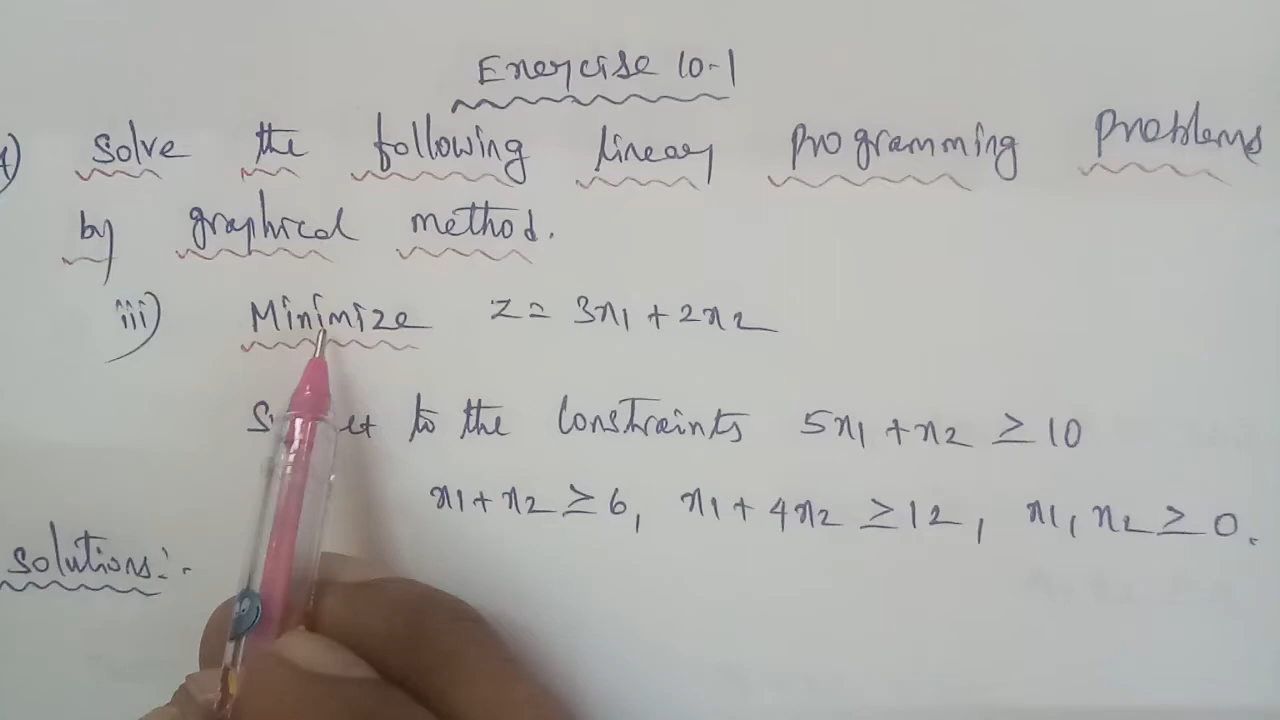 Exercise 10.1
1) Solve the following linear programming problems
by graphical method.
iii) Minimize Z = 3x1 + 2x2
to the constraints 5x1 + x2 ≥ 10
x1 + x2 ≥ 6, x1 + 4x2 ≥ 12, x1, x2 ≥ 0.
Solutions:-